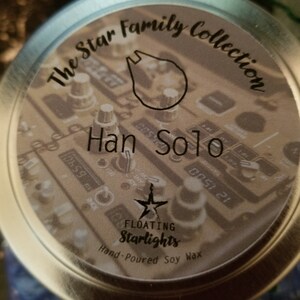 The Star Family Collection
Han Solo
FLOATING
Starlights
Hand-Poured Soy Wax